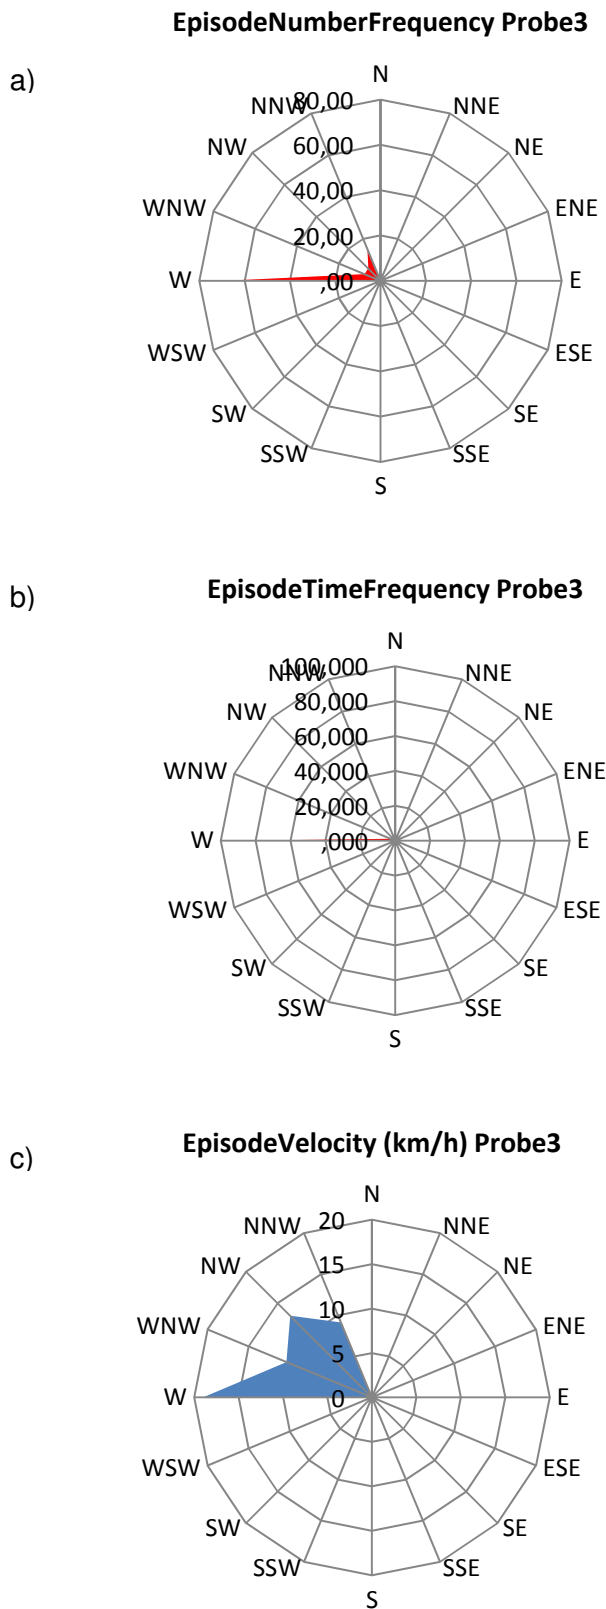 EpisodeNumberFrequency Probe3
a)
N
NNW
80,00
NNE
NW
60,00
NE
WNW
40,00
ENE
20,00
W
,00
E
WSW
ESE
SW
SE
SSW
SSE
S
EpisodeTimeFrequency Probe3
b)
N
NNW
100,000
NNE
NW
80,000
NE
60,000
WNW
40,000
ENE
20,000
W
,000
E
WSW
ESE
SW
SE
SSW
SSE
S
EpisodeVelocity (km/h) Probe3
c)
N
NNW
20
NNE
NW
15
NE
WNW
10
ENE
5
W
0
E
WSW
ESE
SW
SE
SSW
SSE
S